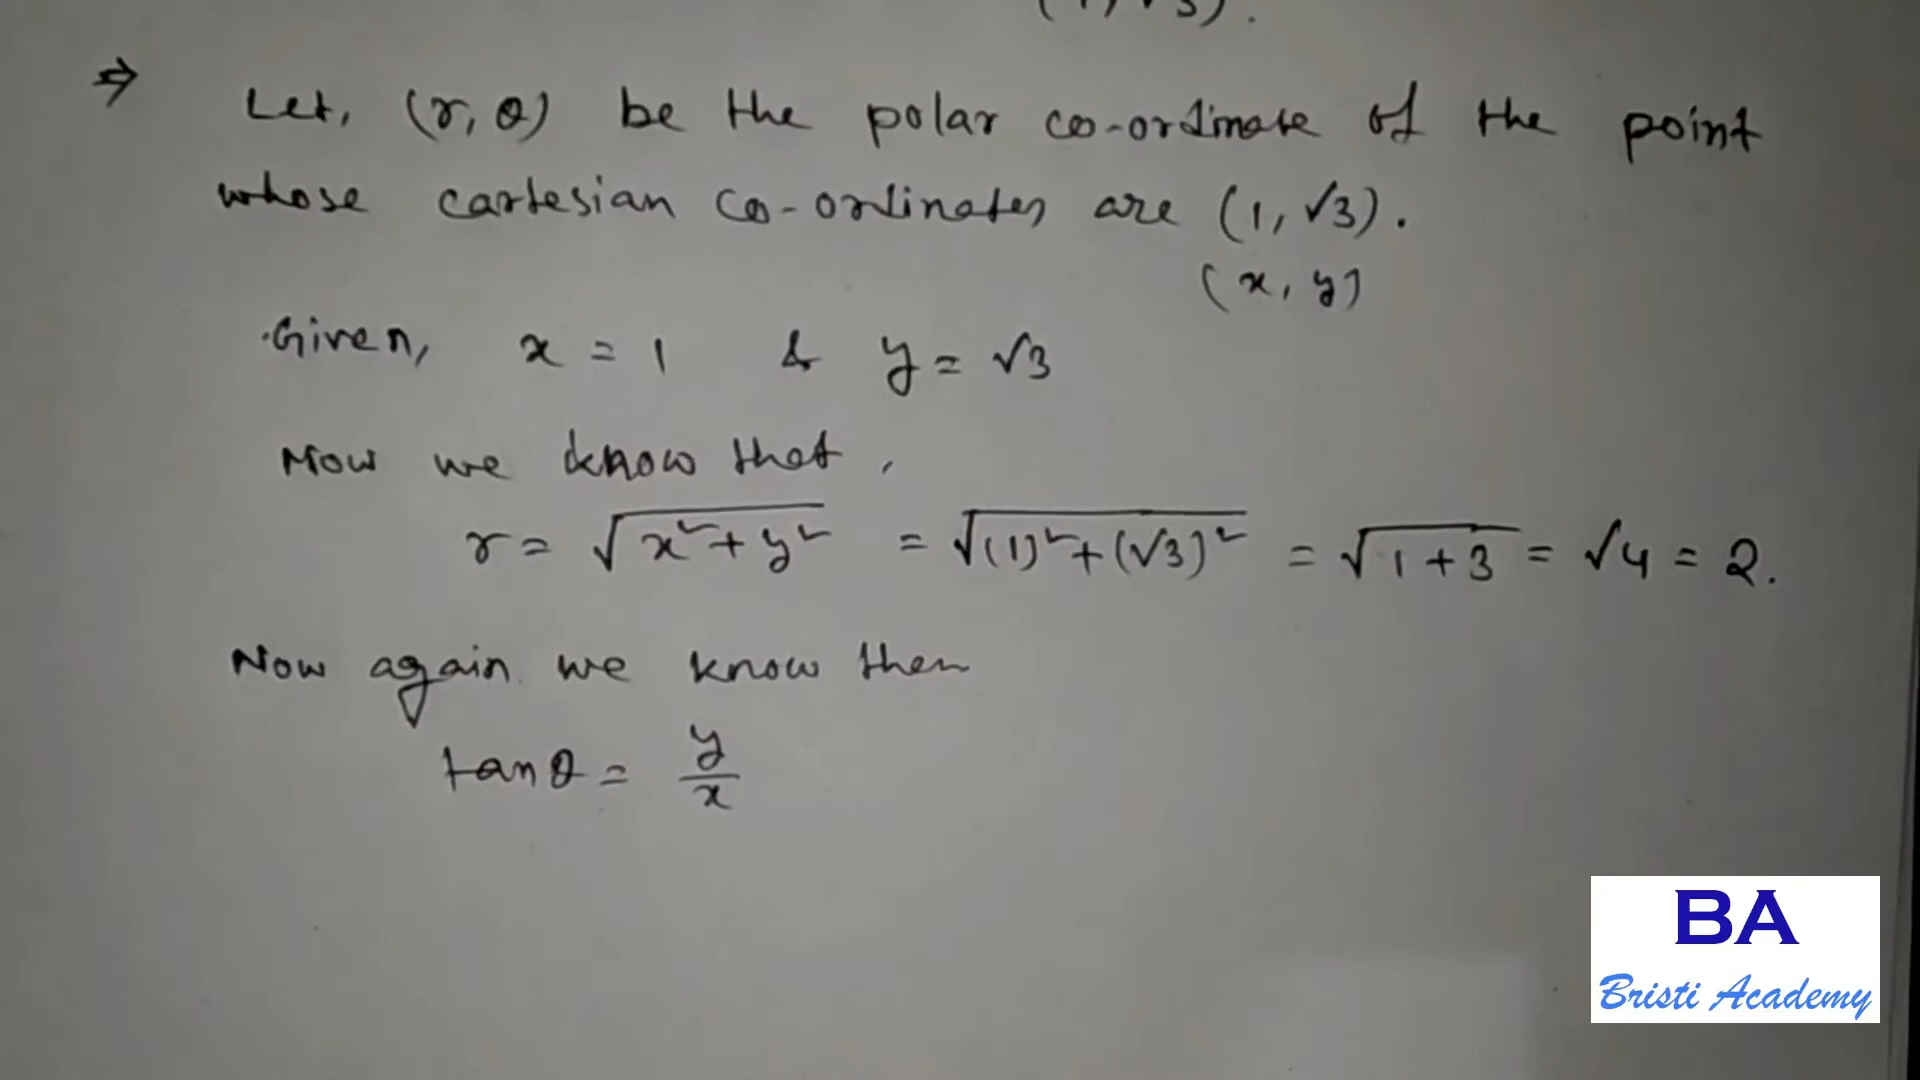 (1, √3).
⇒ Let, (r, θ) be the polar co-ordinate of the point
whose cartesian co-ordinates are (1, √3).
(x, y)
Given, x = 1 & y = √3
Now we know that,
r = √(x² + y²) = √((1)² + (√3)²) = √(1 + 3) = √4 = 2.
Now again we know then
tan θ = y/x
BA
Bristi Academy